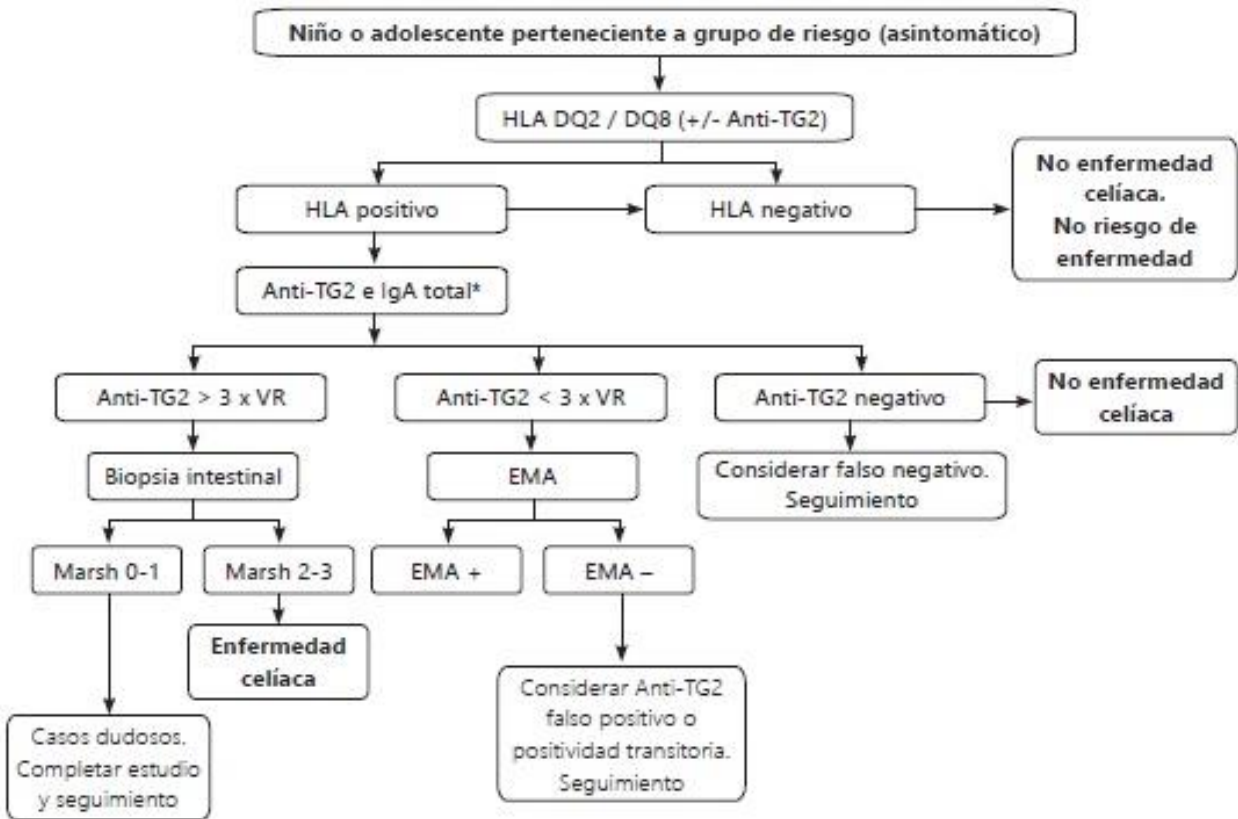 Niño o adolescente perteneciente a grupo de riesgo (asintomático)
HLA DQ2 / DQ8 (+/- Anti-TG2)
HLA positivo
HLA negativo
No enfermedad
celíaca.
No riesgo de
enfermedad
Anti-TG2 e IgA total*
Anti-TG2 > 3 x VR
Anti-TG2 < 3 x VR
Anti-TG2 negativo
No enfermedad
celíaca
Biopsia intestinal
EMA
Considerar falso negativo.
Seguimiento
Marsh 0-1
Marsh 2-3
EMA +
EMA –
Enfermedad
celíaca
Casos dudosos.
Completar estudio
y seguimiento
Considerar Anti-TG2
falso positivo o
positividad transitoria.
Seguimiento